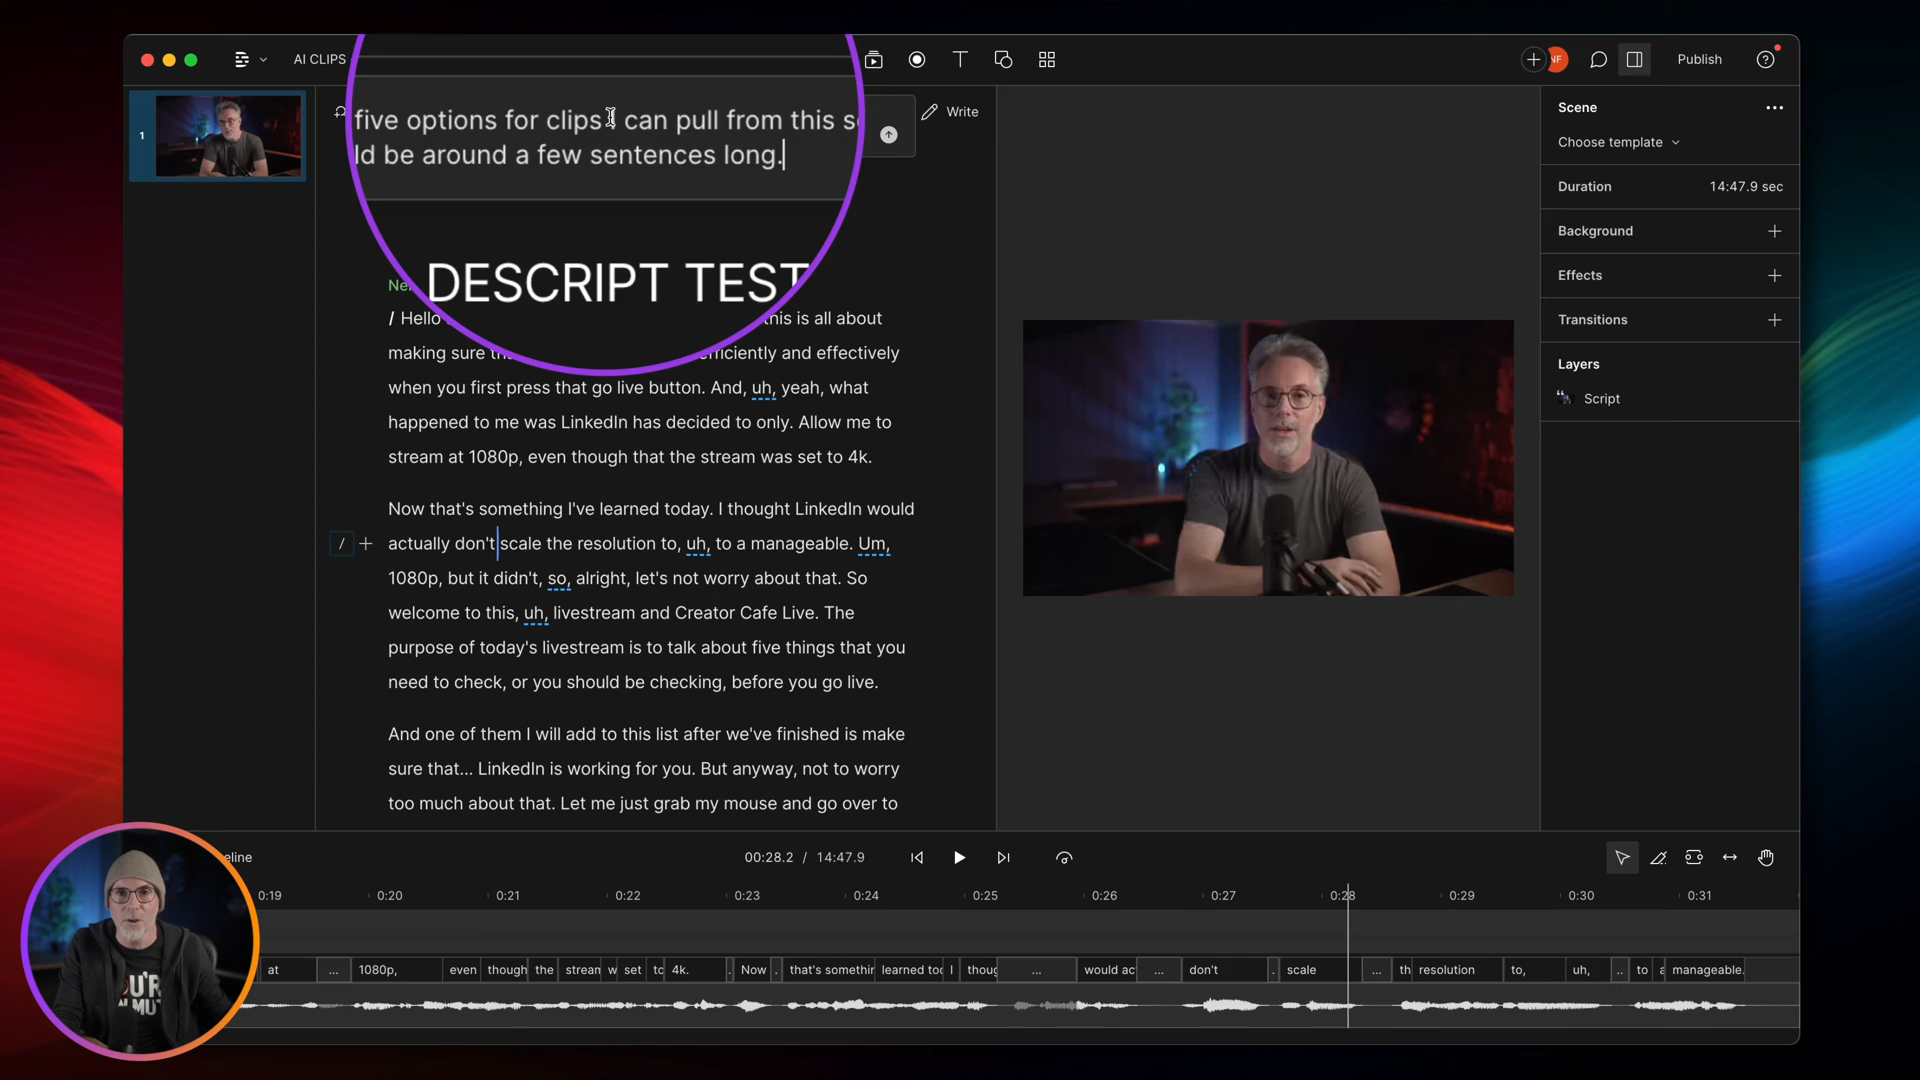 AI CLIPS
NF
Publish
five options for clips I can pull from this s
ld be around a few sentences long.
Write
1
DESCRIPT TEST
/ Hello this is all about
making sure efficiently and effectively
when you first press that go live button. And, uh, yeah, what
happened to me was LinkedIn has decided to only. Allow me to
stream at 1080p, even though that the stream was set to 4k.
Now that's something I've learned today. I thought LinkedIn would
/ + actually don't scale the resolution to, uh, to a manageable. Um,
1080p, but it didn't, so, alright, let's not worry about that. So
welcome to this, uh, livestream and Creator Cafe Live. The
purpose of today's livestream is to talk about five things that you
need to check, or you should be checking, before you go live.
And one of them I will add to this list after we've finished is make
sure that... LinkedIn is working for you. But anyway, not to worry
too much about that. Let me just grab my mouse and go over to
Scene
Choose template
Duration 14:47.9 sec
Background
Effects
Transitions
Layers
Script
eline
00:28.2 / 14:47.9
0:19 0:20 0:21 0:22 0:23 0:24 0:25 0:26 0:27 0:28 0:29 0:30 0:31
at ... 1080p, even though the stream w set to 4k. . Now . that's somethin learned to I thoug ... would ac ... don't . scale ... th resolution to, uh, .. to a manageable.